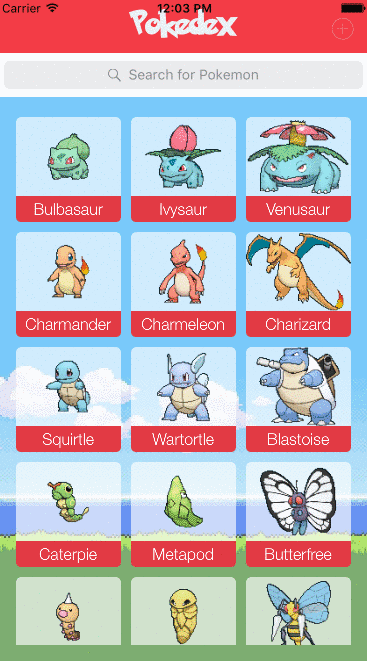 Carrier 12:03 PM
Pokedex
Search for Pokemon
Bulbasaur Ivysaur Venusaur
Charmander Charmeleon Charizard
Squirtle Wartortle Blastoise
Caterpie Metapod Butterfree